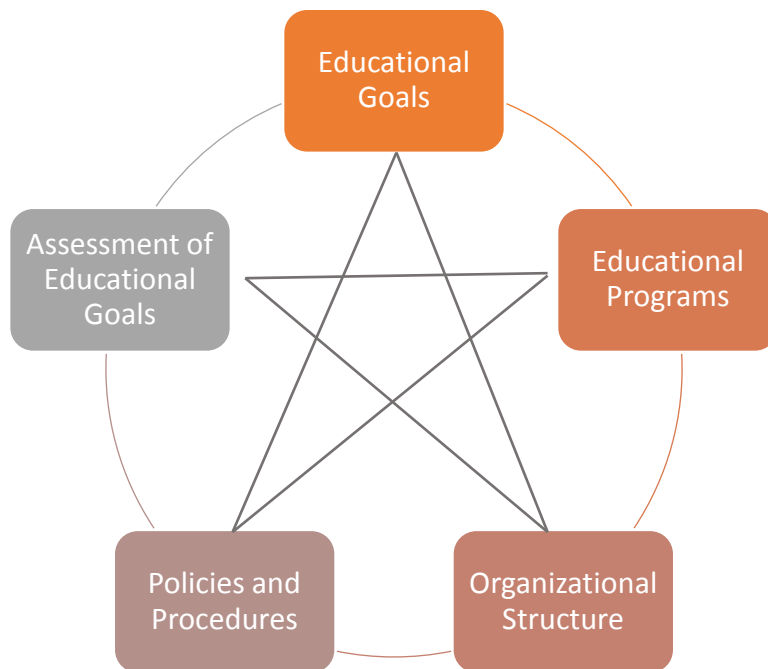 Educational
Goals
Assessment of
Educational
Goals
Educational
Programs
Policies and
Procedures
Organizational
Structure